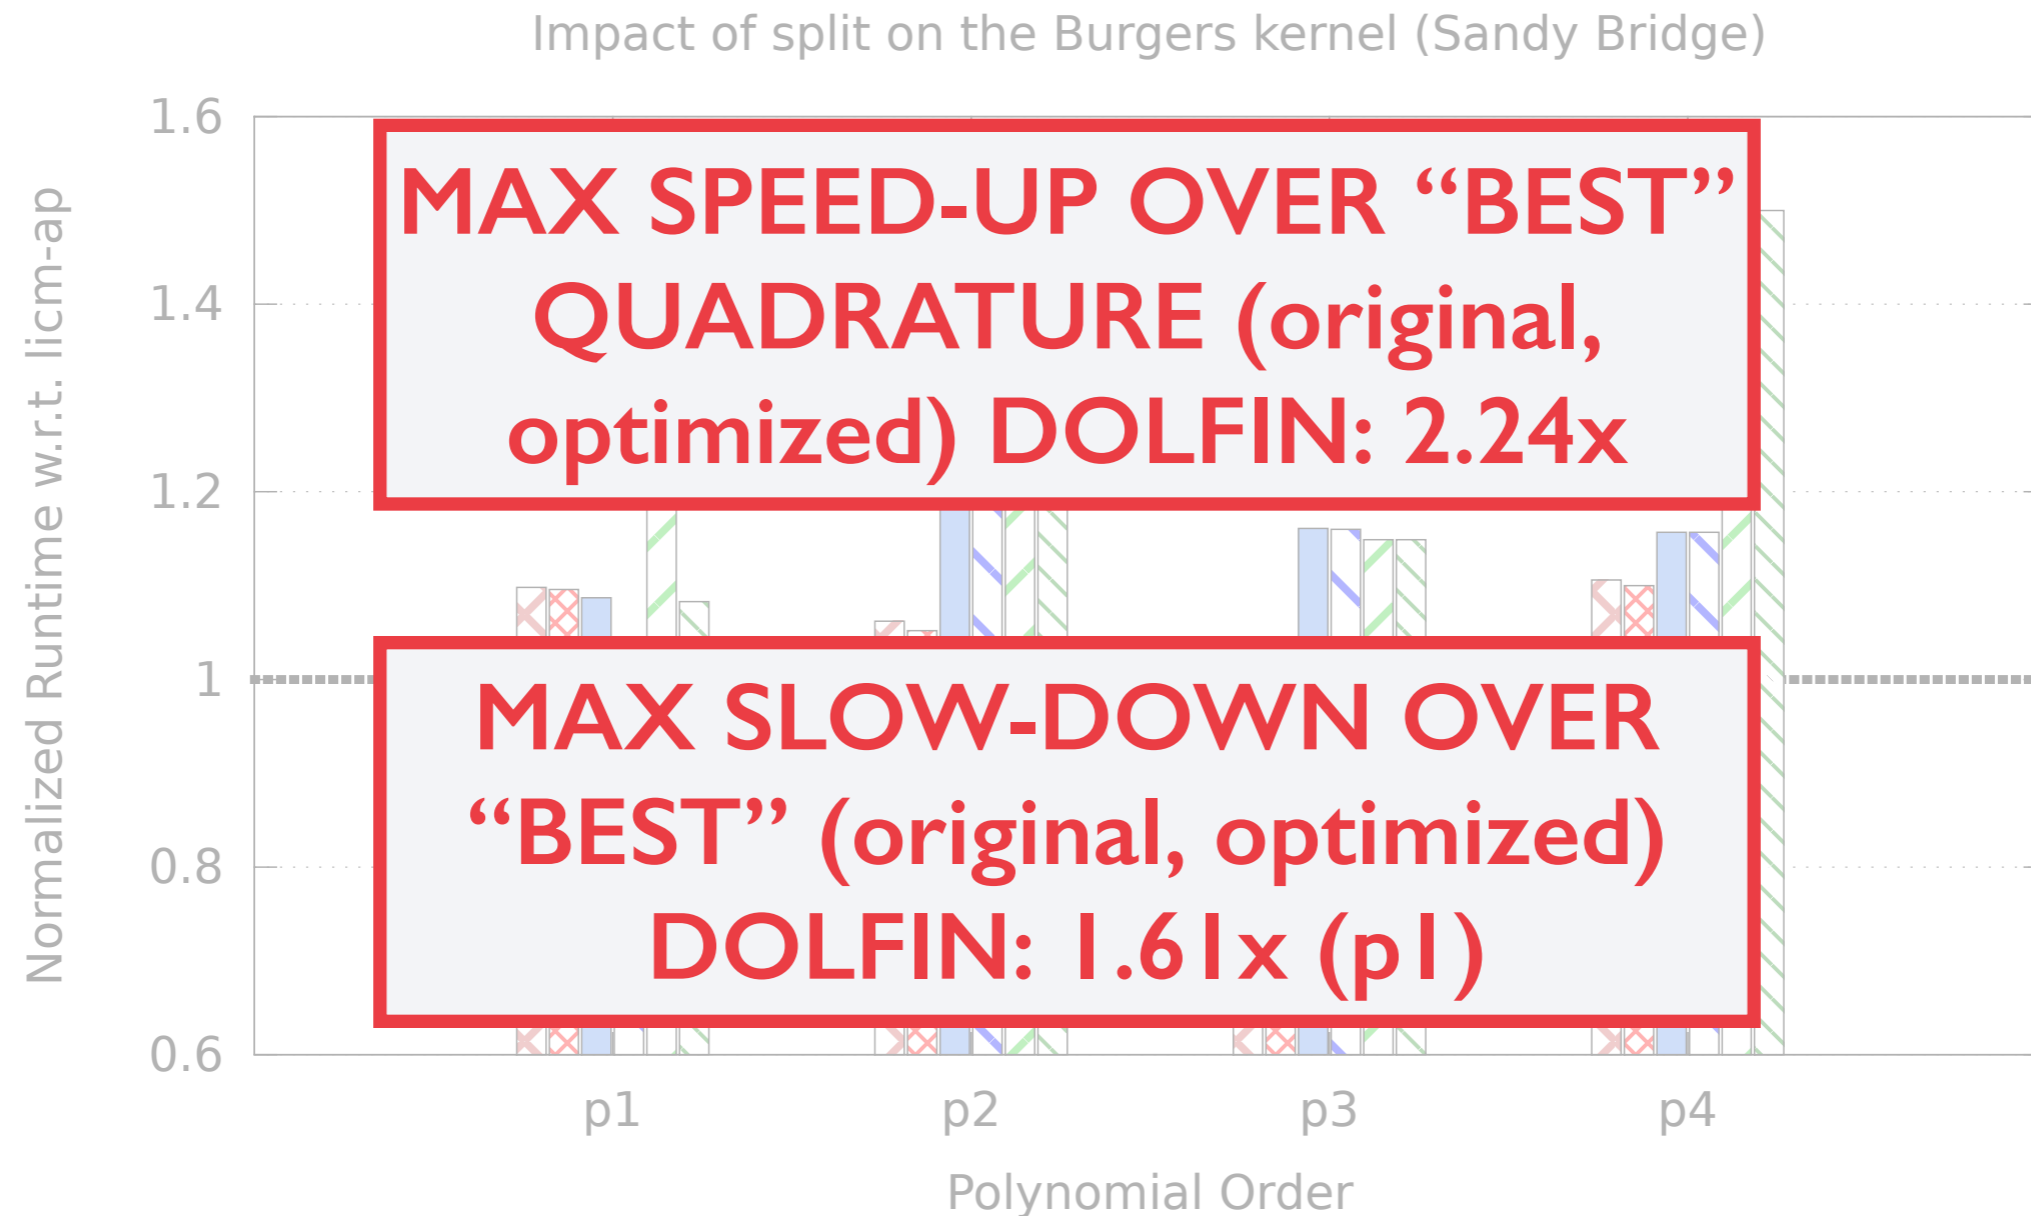 Impact of split on the Burgers kernel (Sandy Bridge)
Normalized Runtime w.r.t. licm-ap
1.6
1.4
1.2
1
0.8
0.6
MAX SPEED-UP OVER “BEST”
QUADRATURE (original,
optimized) DOLFIN: 2.24x
MAX SLOW-DOWN OVER
“BEST” (original, optimized)
DOLFIN: 1.61x (p1)
p1
p2
p3
p4
Polynomial Order